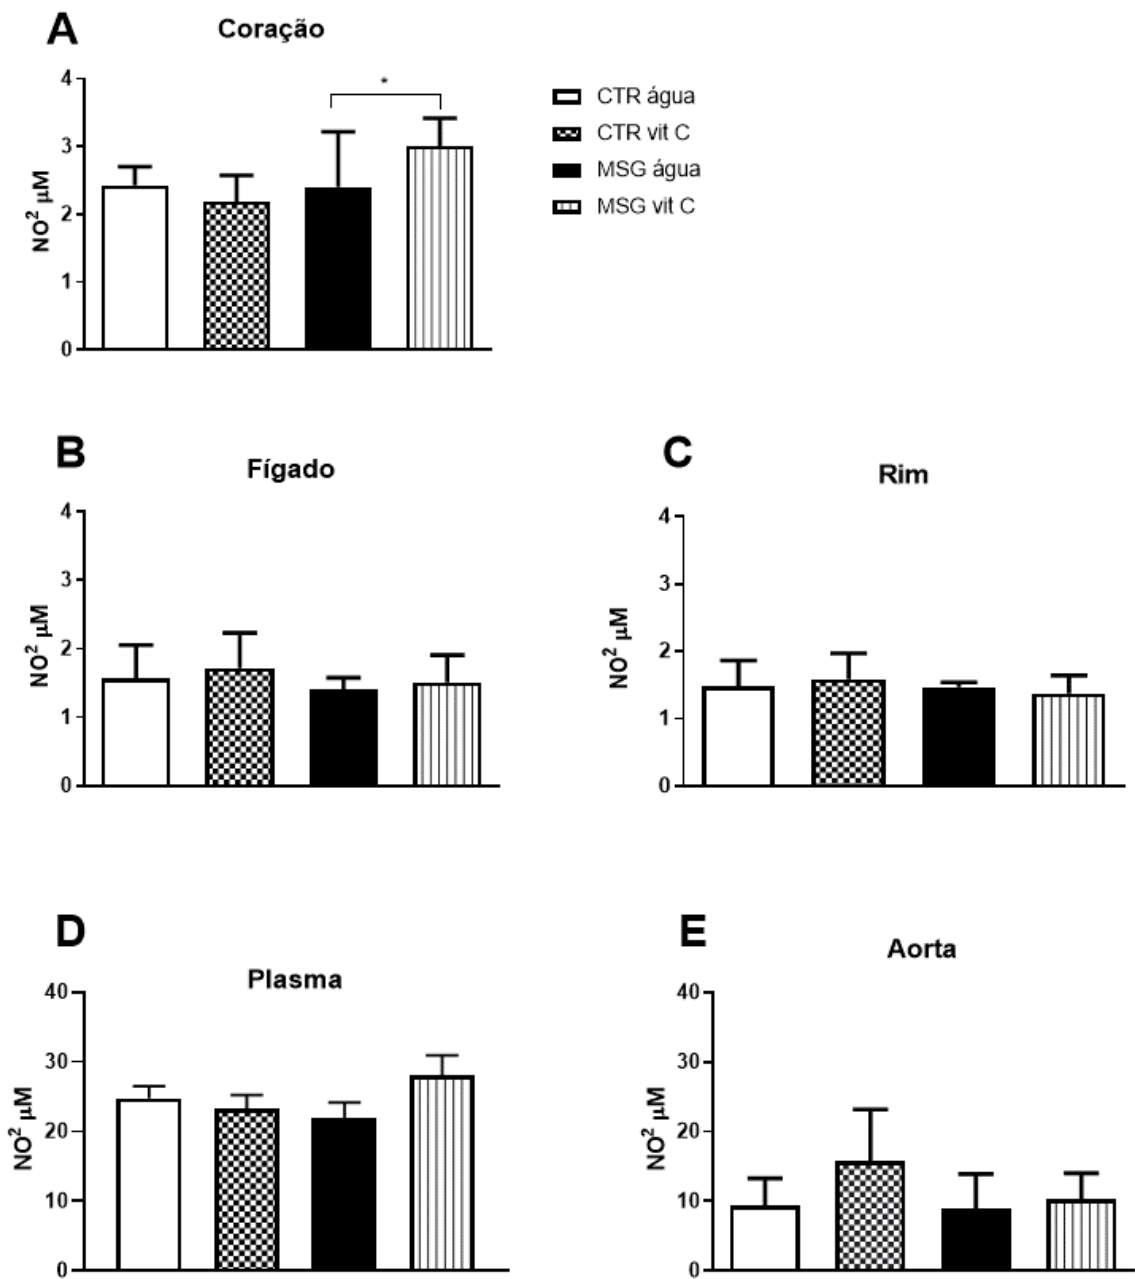 A
Coração
4
3
2
1
0
NO² μM
*
CTR água
CTR vit C
MSG água
MSG vit C
B
Fígado
4
3
2
1
0
NO² μM
C
Rim
4
3
2
1
0
NO² μM
D
Plasma
40
30
20
10
0
NO² μM
E
Aorta
40
30
20
10
0
NO² μM